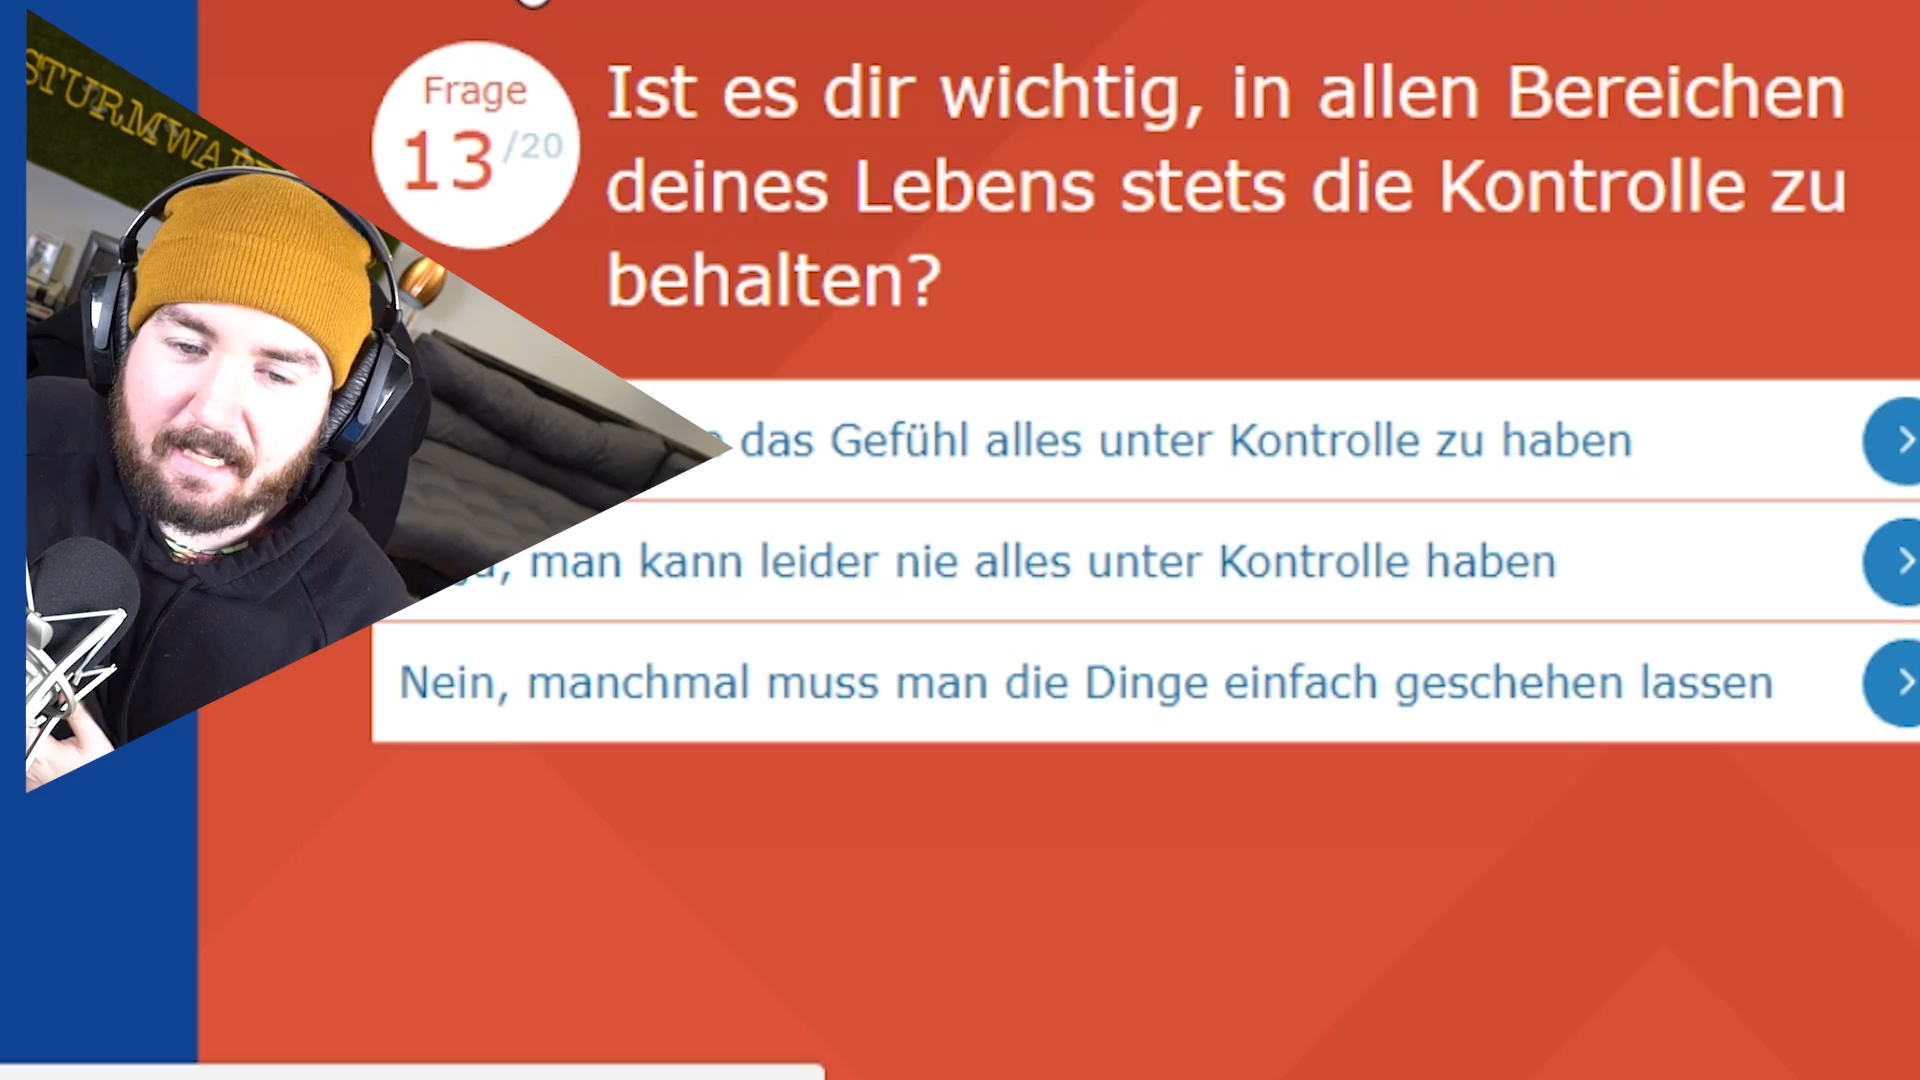 STURMWA
Frage
13/20
Ist es dir wichtig, in allen Bereichen
deines Lebens stets die Kontrolle zu
behalten?
das Gefühl alles unter Kontrolle zu haben
man kann leider nie alles unter Kontrolle haben
Nein, manchmal muss man die Dinge einfach geschehen lassen